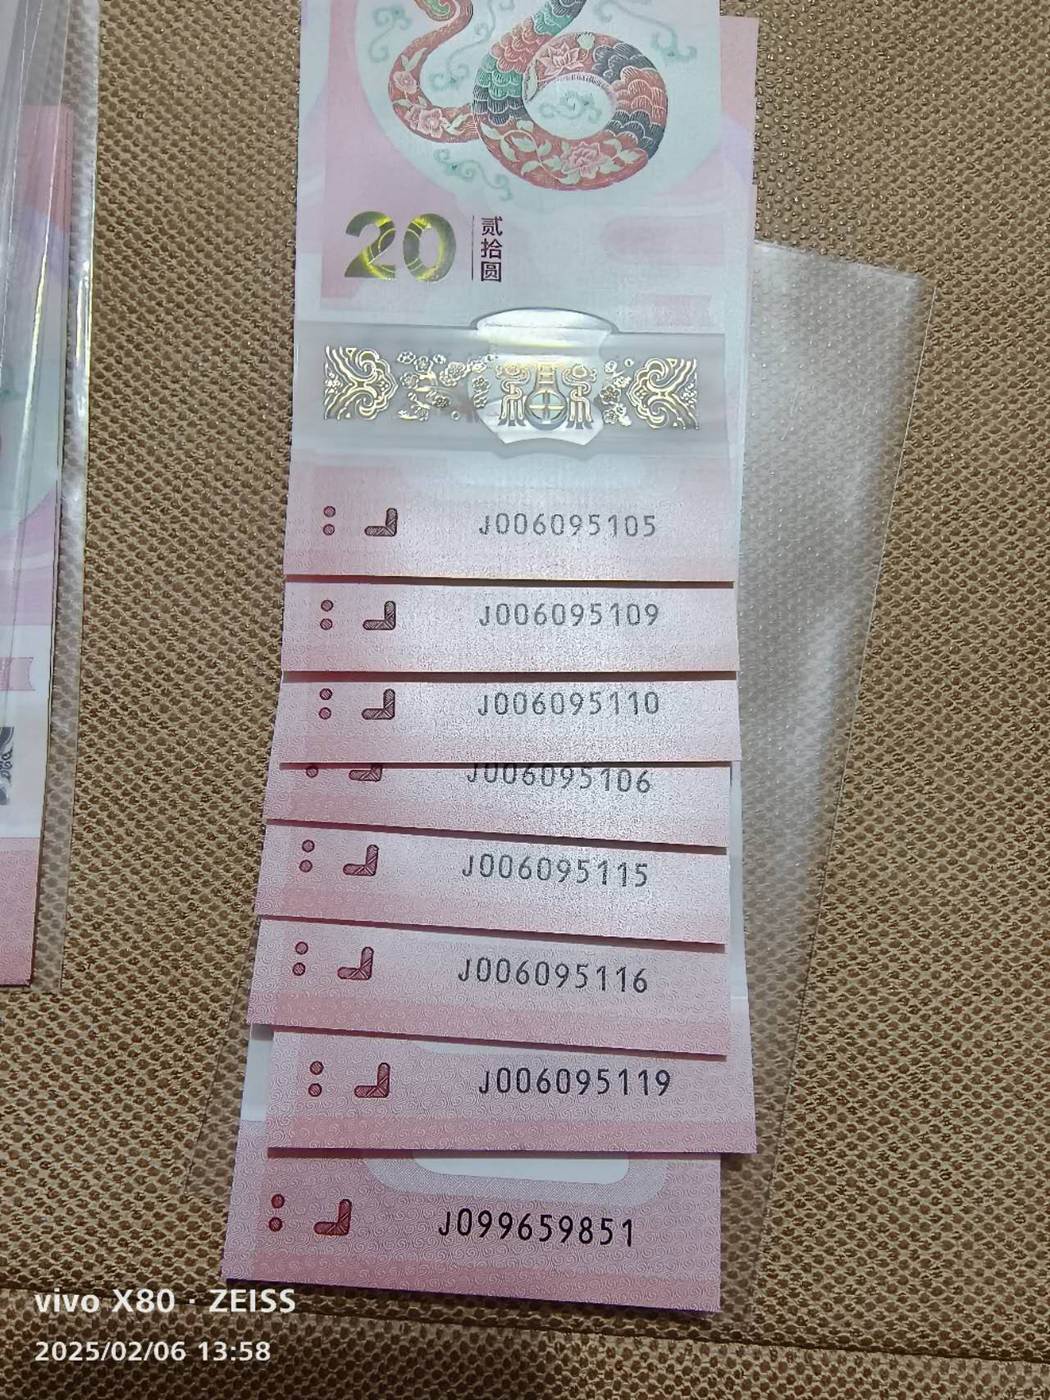 20
贰拾圆
J006095105
J006095109
J006095110
J006095106
J006095115
J006095116
J006095119
J099659851
vivo X80 · ZEISS
2025/02/06 13:58